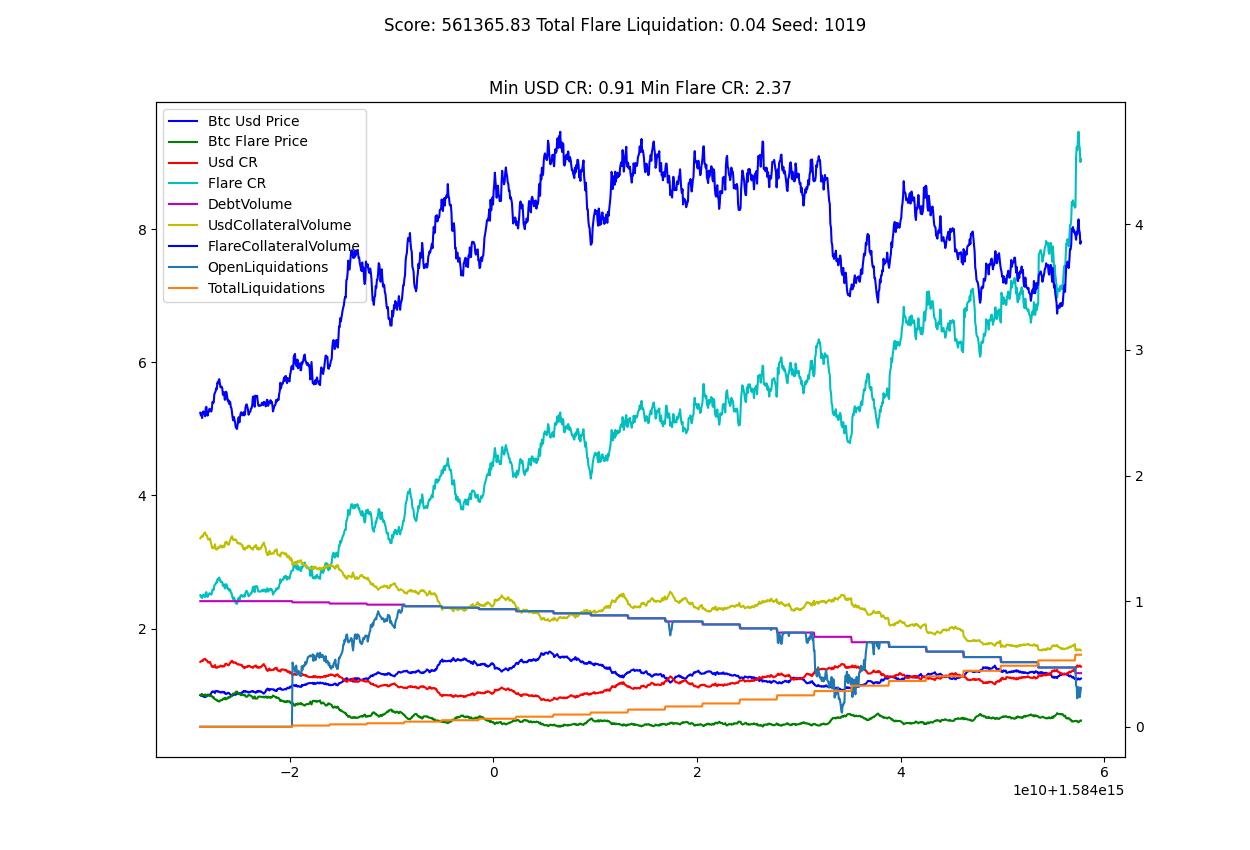 Score: 561365.83 Total Flare Liquidation: 0.04 Seed: 1019
Min USD CR: 0.91 Min Flare CR: 2.37
Btc Usd Price
Btc Flare Price
Usd CR
Flare CR
DebtVolume
UsdCollateralVolume
FlareCollateralVolume
OpenLiquidations
TotalLiquidations
8
6
4
2
4
3
2
1
0
−2
0
2
4
6
1e10+1.584e15